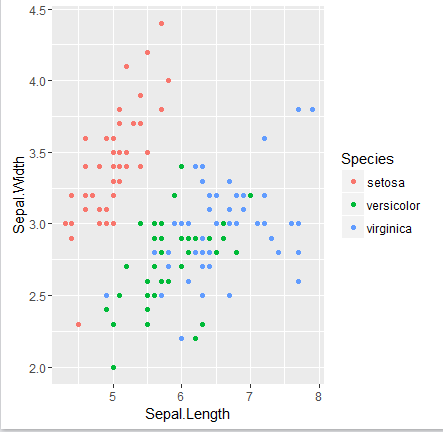 4.5
4.0
3.5
3.0
2.5
2.0
Sepal.Width
5
6
7
8
Sepal.Length
Species
setosa
versicolor
virginica